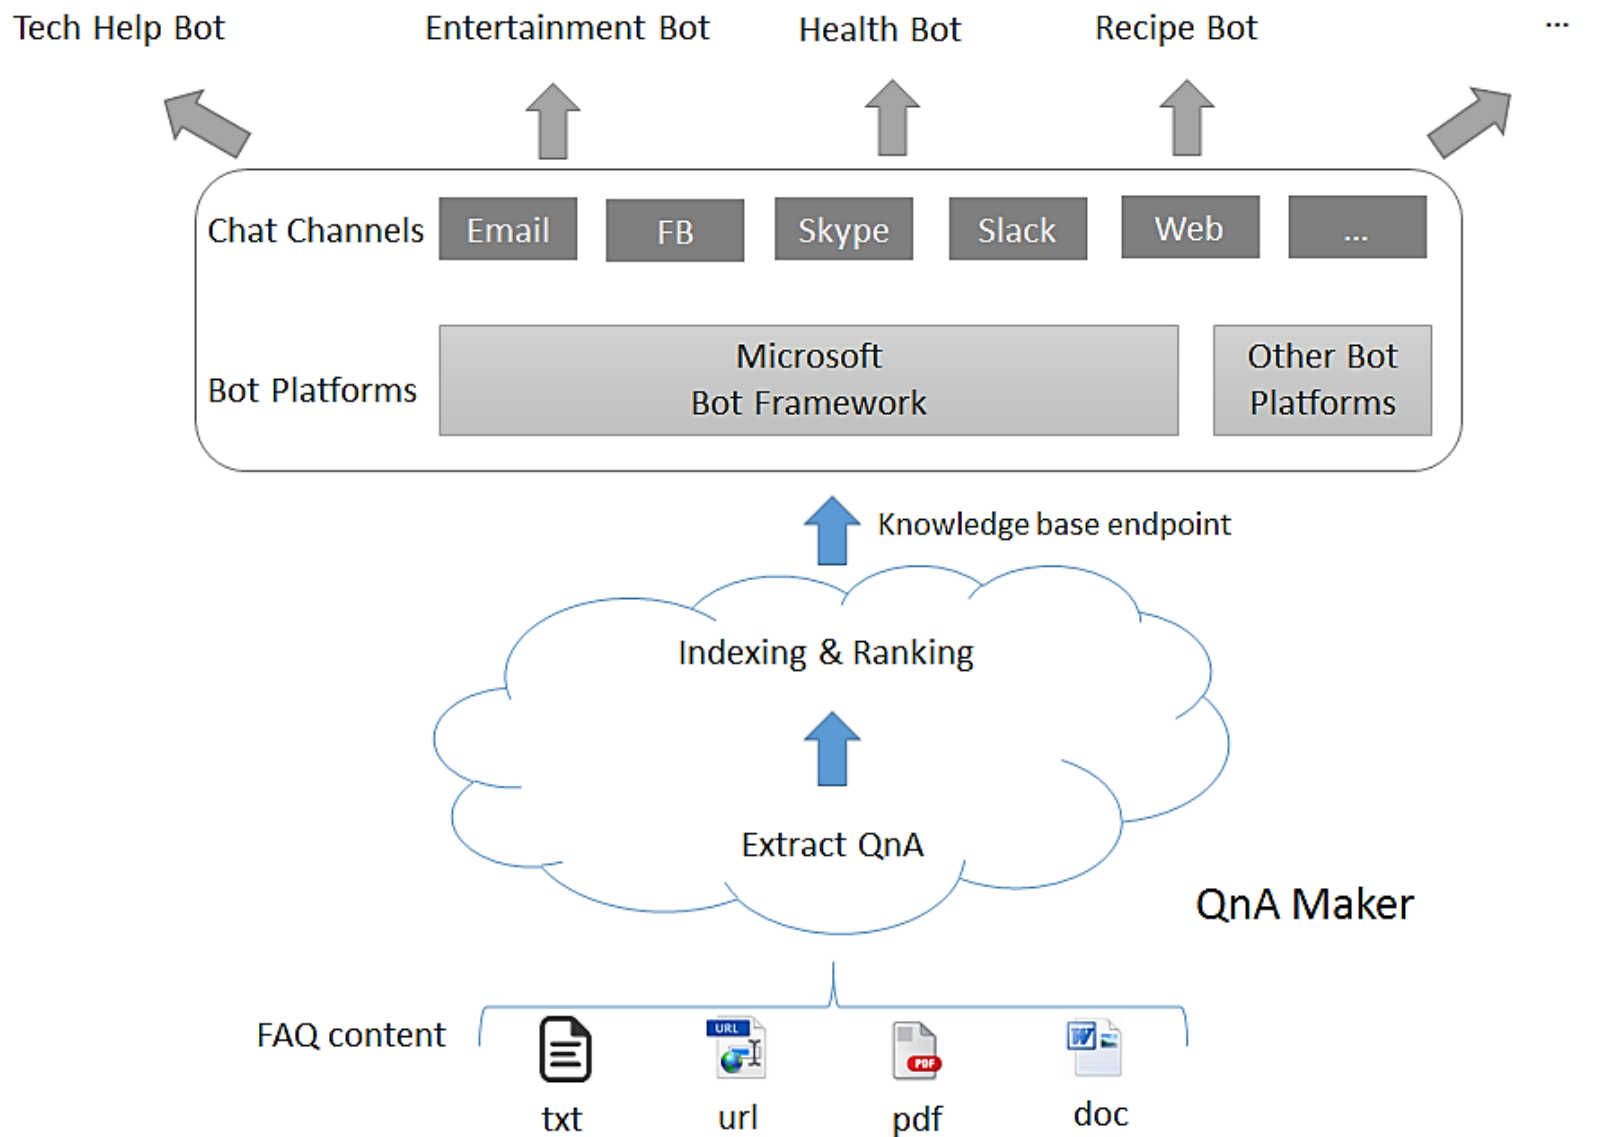 Tech Help Bot
Entertainment Bot
Health Bot
Recipe Bot
...
Chat Channels
Email
FB
Skype
Slack
Web
...
Bot Platforms
Microsoft
Bot Framework
Other Bot
Platforms
Knowledge base endpoint
Indexing & Ranking
Extract QnA
QnA Maker
FAQ content
URL
PDF
W
txt
url
pdf
doc